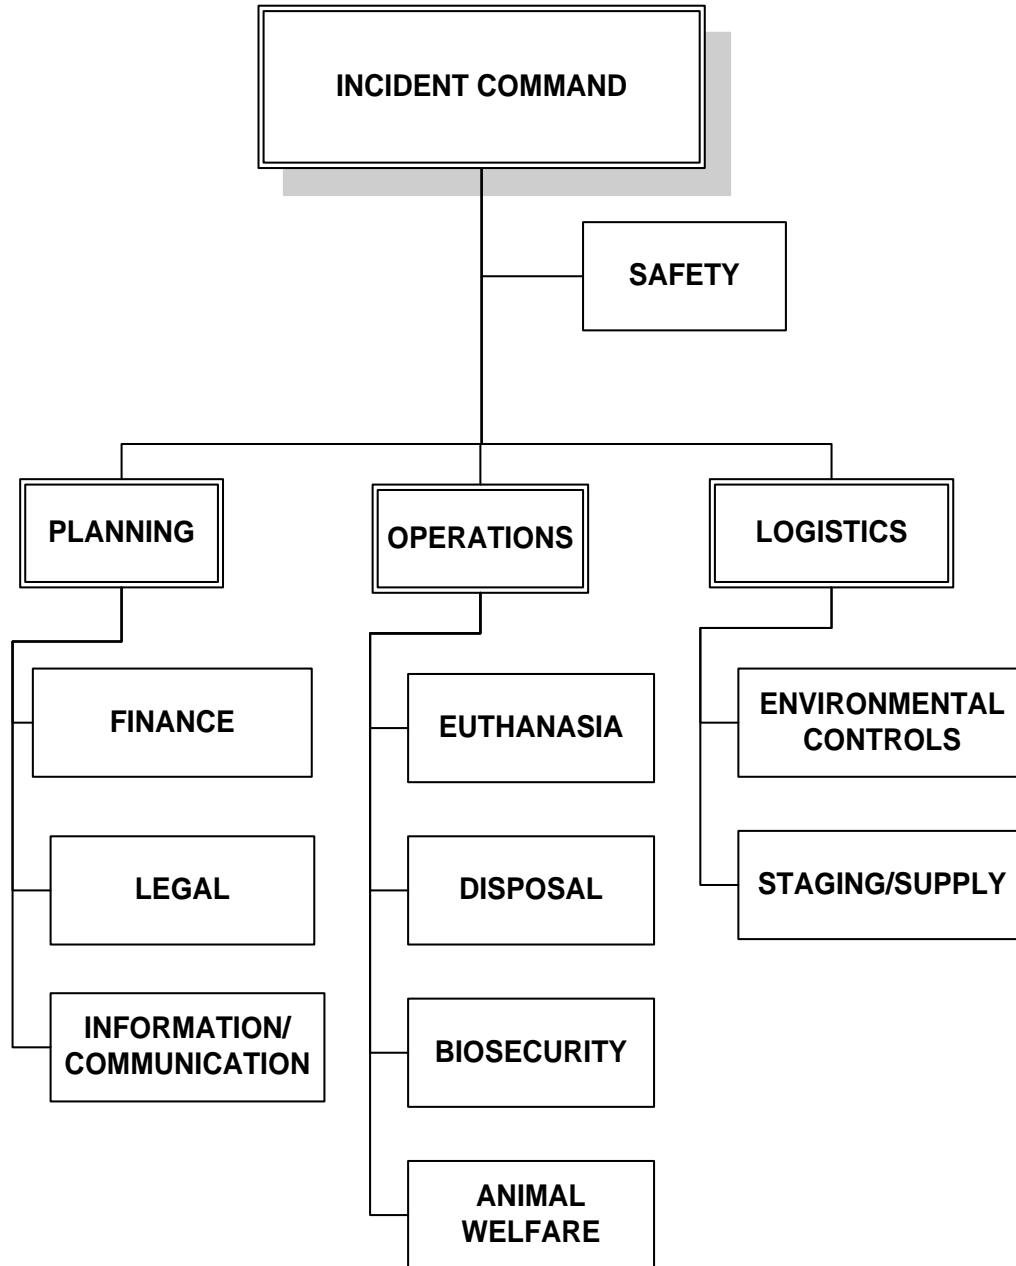 INCIDENT COMMAND
SAFETY
PLANNING
OPERATIONS
LOGISTICS
FINANCE
LEGAL
INFORMATION/
COMMUNICATION
EUTHANASIA
DISPOSAL
BIOSECURITY
ANIMAL
WELFARE
ENVIRONMENTAL
CONTROLS
STAGING/SUPPLY